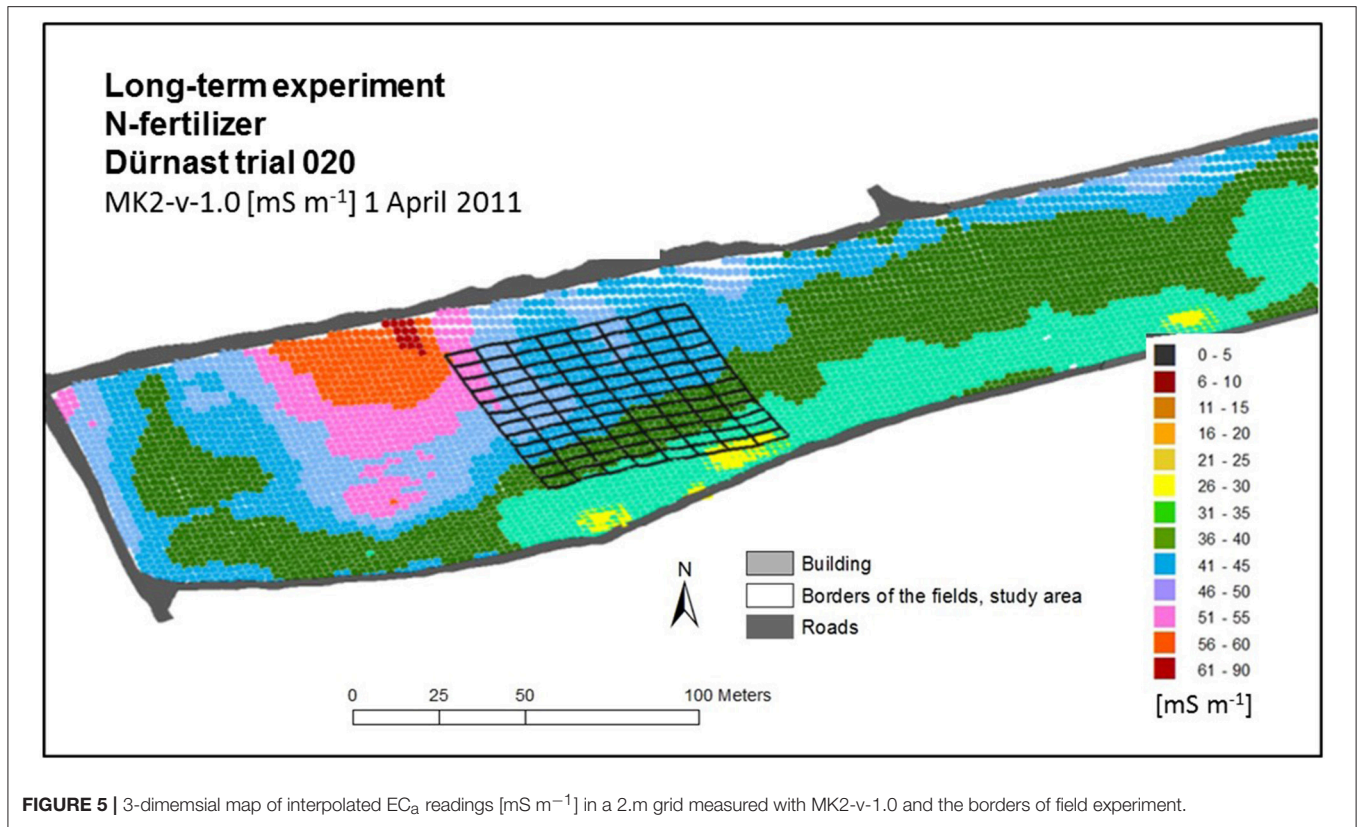 Long-term experiment
N-fertilizer
Dürnast trial 020
MK2-v-1.0 [mS m⁻¹] 1 April 2011
0 - 5
6 - 10
11 - 15
16 - 20
21 - 25
26 - 30
31 - 35
36 - 40
41 - 45
46 - 50
51 - 55
56 - 60
61 - 90
[mS m⁻¹]
N
Building
Borders of the fields, study area
Roads
0 25 50 100 Meters
FIGURE 5 | 3-dimemsial map of interpolated ECₐ readings [mS m⁻¹] in a 2.m grid measured with MK2-v-1.0 and the borders of field experiment.